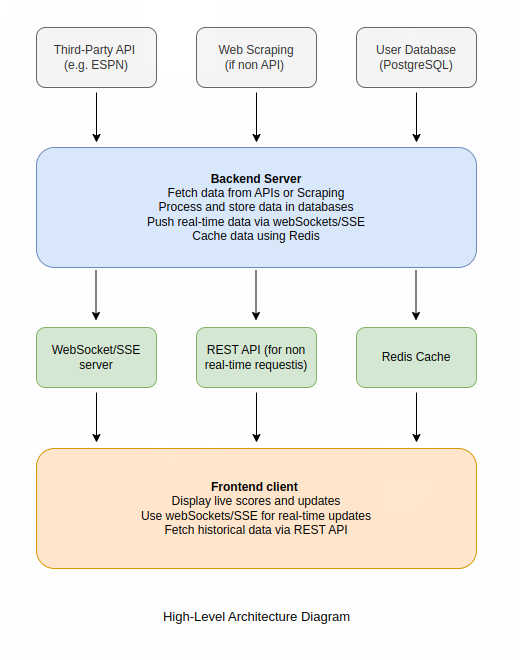 Third-Party API
(e.g. ESPN)
Web Scraping
(if non API)
User Database
(PostgreSQL)
Backend Server
Fetch data from APIs or Scraping
Process and store data in databases
Push real-time data via webSockets/SSE
Cache data using Redis
WebSocket/SSE
server
REST API (for non
real-time requestis)
Redis Cache
Frontend client
Display live scores and updates
Use webSockets/SSE for real-time updates
Fetch historical data via REST API
High-Level Architecture Diagram